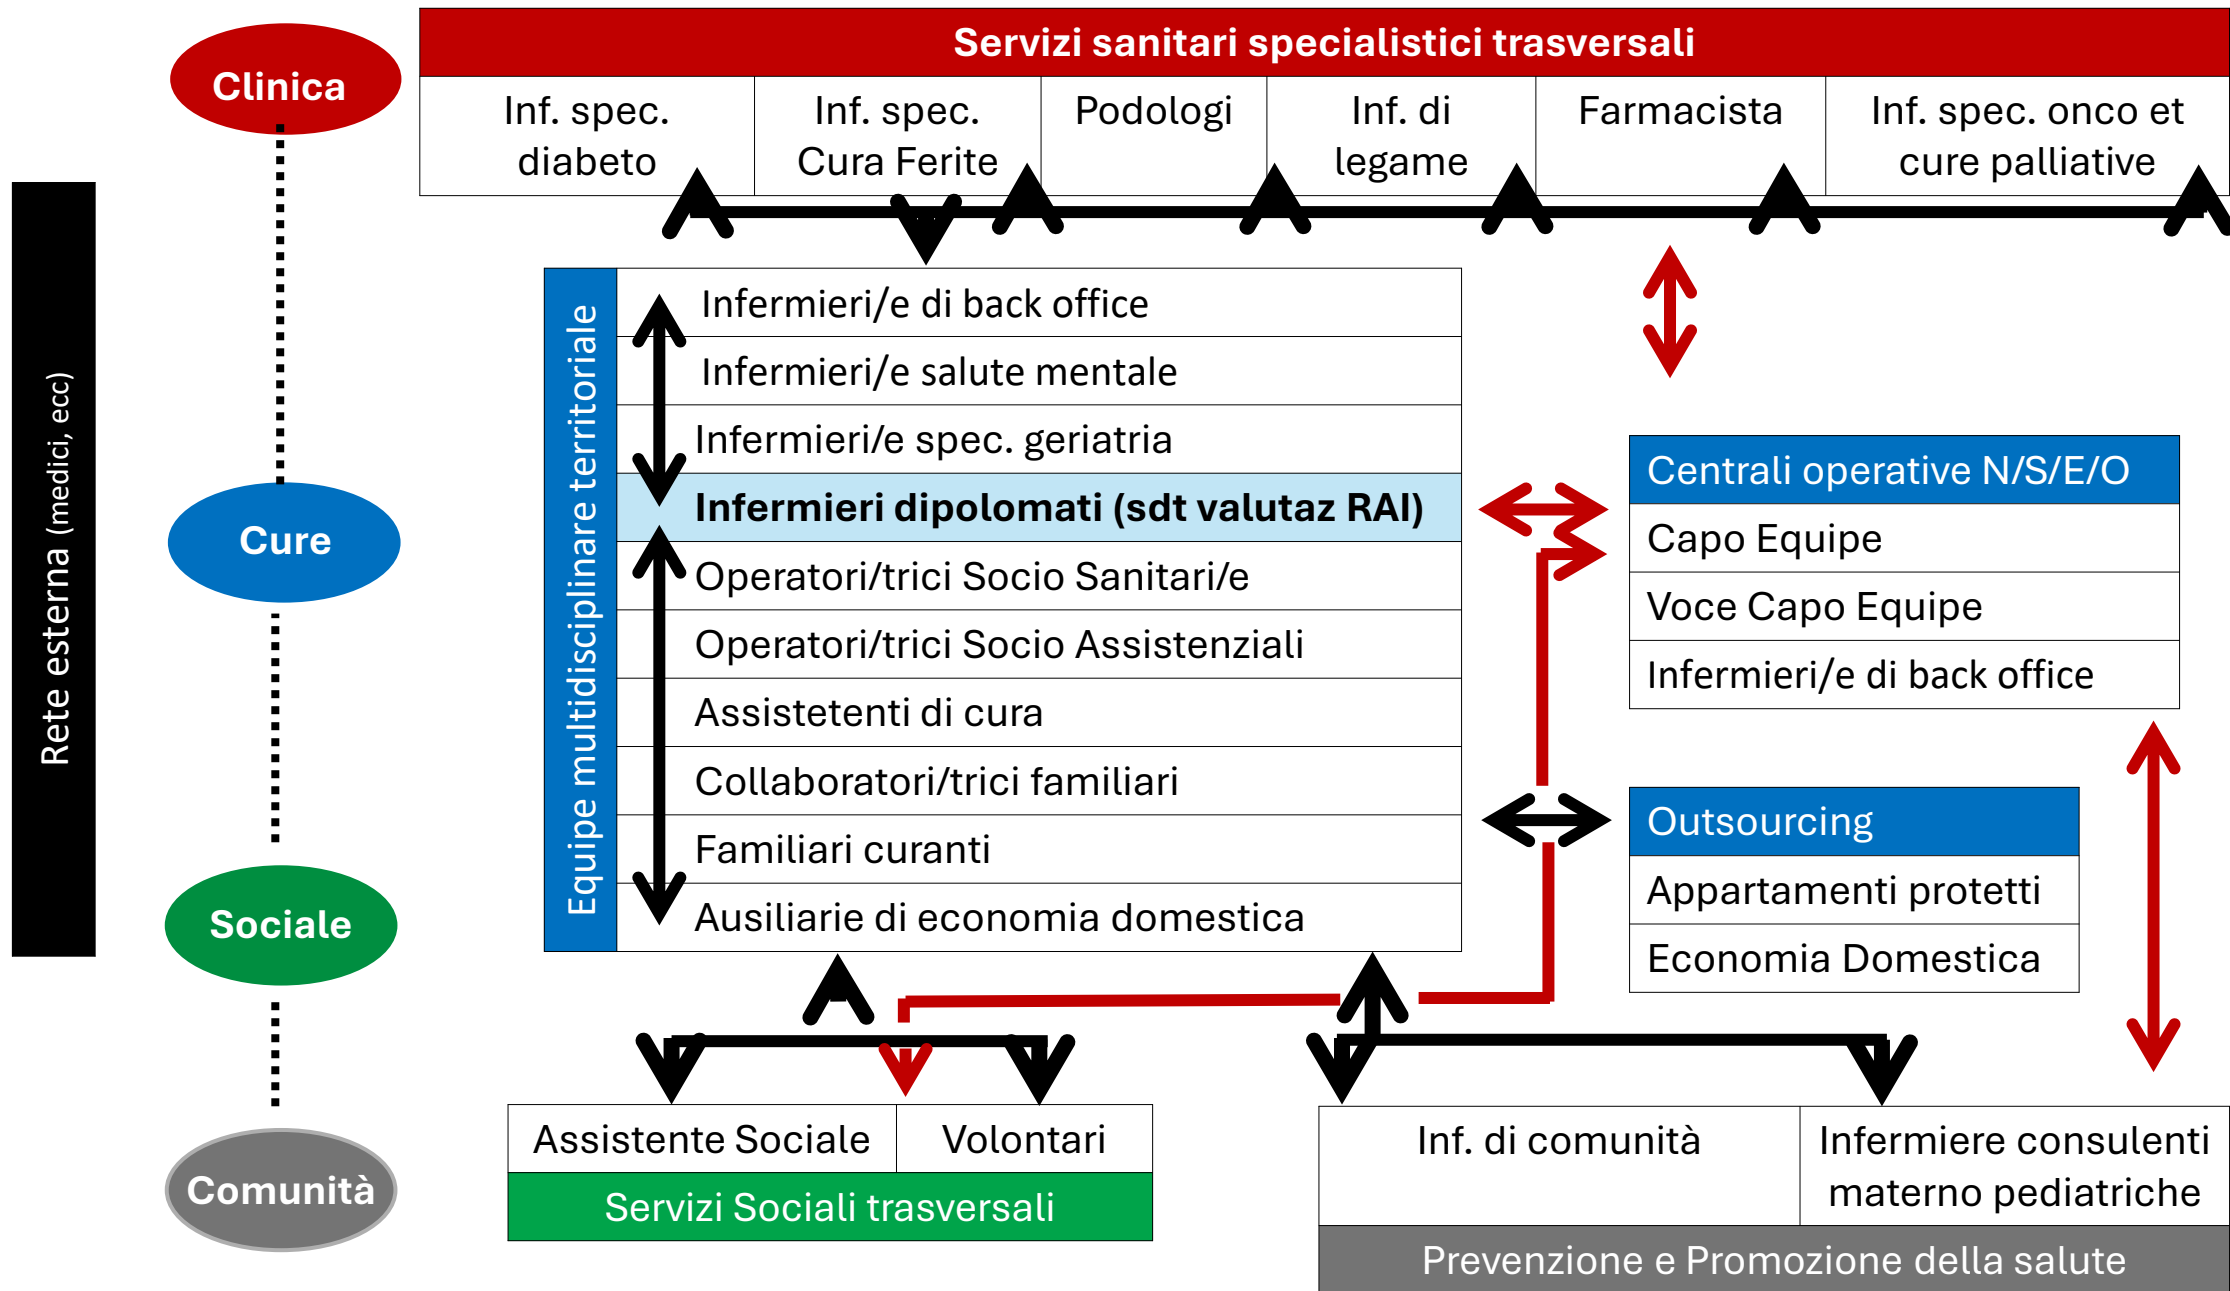 Servizi sanitari specialistici trasversali
Inf. spec.
diabeto
Inf. spec.
Cura Ferite
Podologi
Inf. di
legame
Farmacista
Inf. spec. onco et
cure palliative
Clinica
Cure
Sociale
Comunità
Rete esterna (medici, ecc)
Equipe multidisciplinare territoriale
Infermieri/e di back office
Infermieri/e salute mentale
Infermieri/e spec. geriatria
Infermieri dipolomati (sdt valutaz RAI)
Operatori/trici Socio Sanitari/e
Operatori/trici Socio Assistenziali
Assistetenti di cura
Collaboratori/trici familiari
Familiari curanti
Ausiliarie di economia domestica
Centrali operative N/S/E/O
Capo Equipe
Voce Capo Equipe
Infermieri/e di back office
Outsourcing
Appartamenti protetti
Economia Domestica
Assistente Sociale
Volontari
Servizi Sociali trasversali
Inf. di comunità
Infermiere consulenti
materno pediatriche
Prevenzione e Promozione della salute